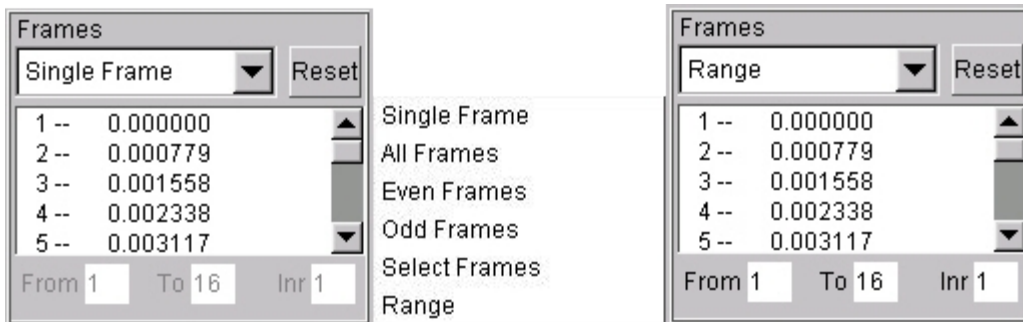 Frames
Single Frame Reset
1 -- 0.000000
2 -- 0.000779
3 -- 0.001558
4 -- 0.002338
5 -- 0.003117
From 1 To 16 Inr 1
Single Frame
All Frames
Even Frames
Odd Frames
Select Frames
Range
Frames
Range Reset
1 -- 0.000000
2 -- 0.000779
3 -- 0.001558
4 -- 0.002338
5 -- 0.003117
From 1 To 16 Inr 1